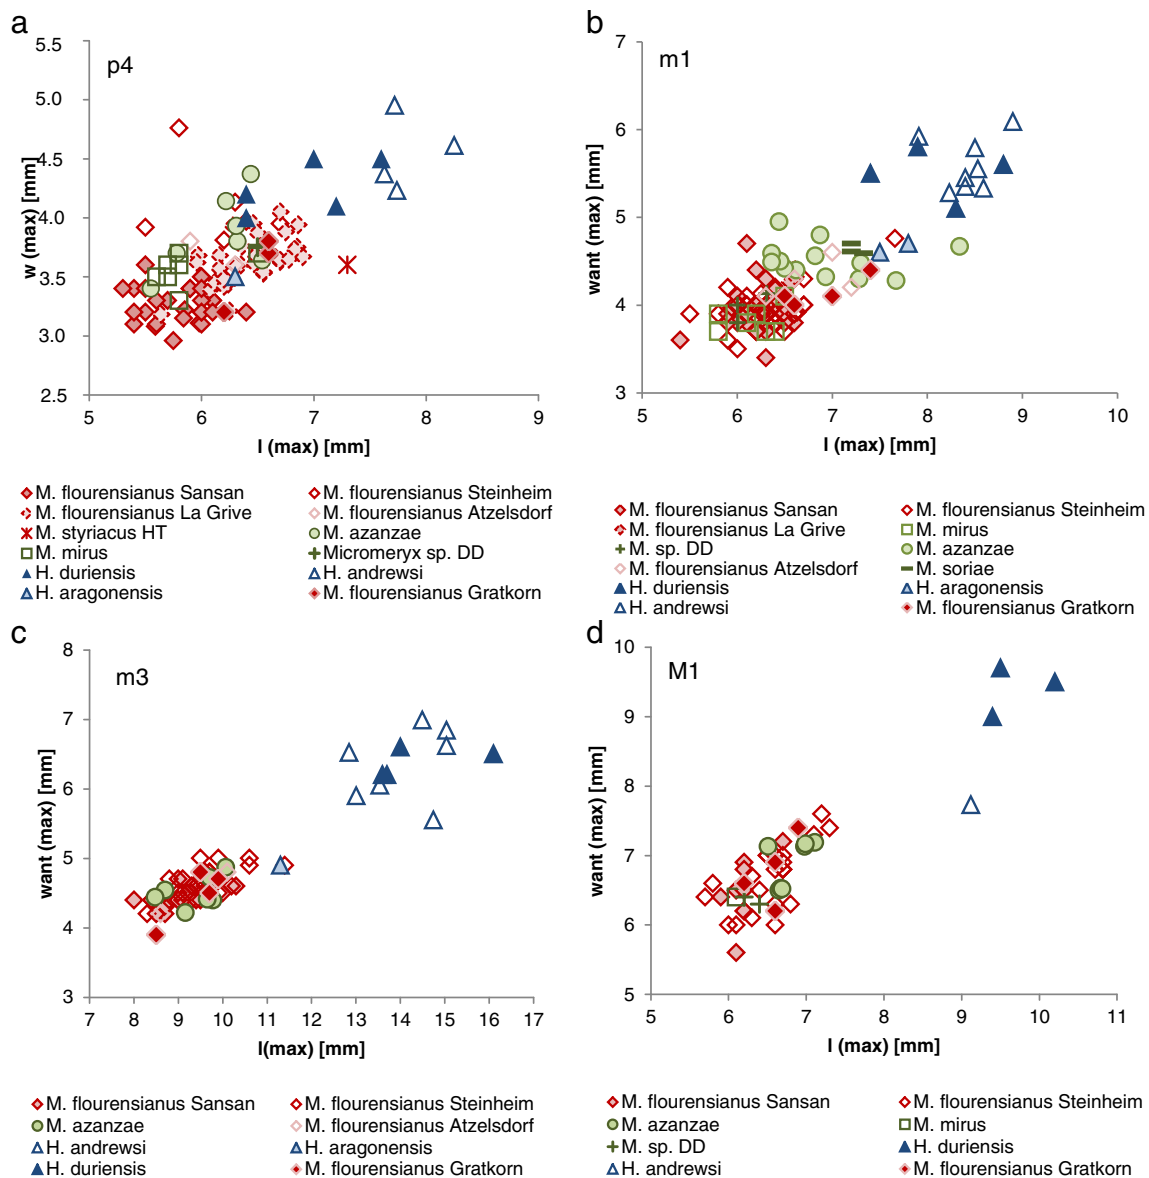 a
p4
5.5
5.0
4.5
4.0
3.5
3.0
2.5
w (max) [mm]
5 6 7 8 9
l (max) [mm]
M. flourensianus Sansan M. flourensianus Steinheim
M. flourensianus La Grive M. flourensianus Atzelsdorf
M. styriacus HT M. azanzae
M. mirus Micromeryx sp. DD
H. duriensis H. andrewsi
H. aragonensis M. flourensianus Gratkorn
b
m1
7
6
5
4
3
want (max) [mm]
5 6 7 8 9 10
l (max) [mm]
M. flourensianus Sansan M. flourensianus Steinheim
M. flourensianus La Grive M. mirus
M. sp. DD M. azanzae
M. flourensianus Atzelsdorf M. soriae
H. duriensis H. aragonensis
H. andrewsi M. flourensianus Gratkorn
c
m3
8
7
6
5
4
3
want (max) [mm]
7 8 9 10 11 12 13 14 15 16 17
l(max) [mm]
M. flourensianus Sansan M. flourensianus Steinheim
M. azanzae M. flourensianus Atzelsdorf
H. andrewsi H. aragonensis
H. duriensis M. flourensianus Gratkorn
d
M1
10
9
8
7
6
5
want (max) [mm]
5 6 7 8 9 10 11
l (max) [mm]
M. flourensianus Sansan M. flourensianus Steinheim
M. azanzae M. mirus
M. sp. DD H. duriensis
H. andrewsi M. flourensianus Gratkorn